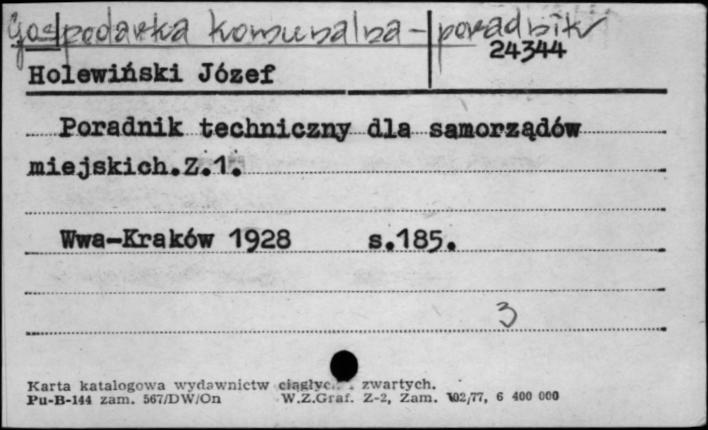 Gospodarka komunalna - poradnik
24344
Holewiński Józef
Poradnik techniczny dla samorządów
miejskich.Z.1.
Wwa-Kraków 1928 s.185.
3
Karta katalogowa wydawnictw zwartych.
Pu-B-144 zam. 567/DW/On W.Z.Graf. Z-2, Zam. 102/77, 6 400 000